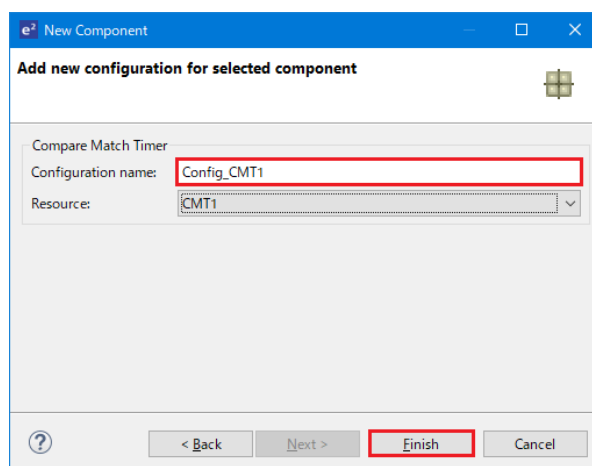 e² New Component
Add new configuration for selected component
Compare Match Timer
Configuration name: Config_CMT1
Resource: CMT1
? < Back Next > Finish Cancel